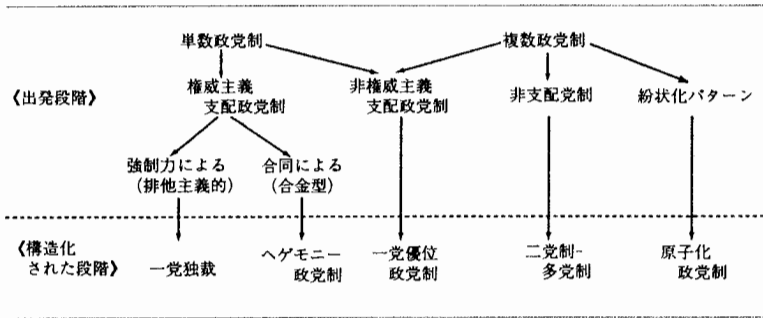 単数政党制
複数政党制
《出発段階》
権威主義
支配政党制
非権威主義
支配政党制
非支配党制
紛状化パターン
強制力による
(排他主義的)
合同による
(合金型)
《構造化
された段階》
一党独裁
ヘゲモニー
政党制
一党優位
政党制
二党制-
多党制
原子化
政党制